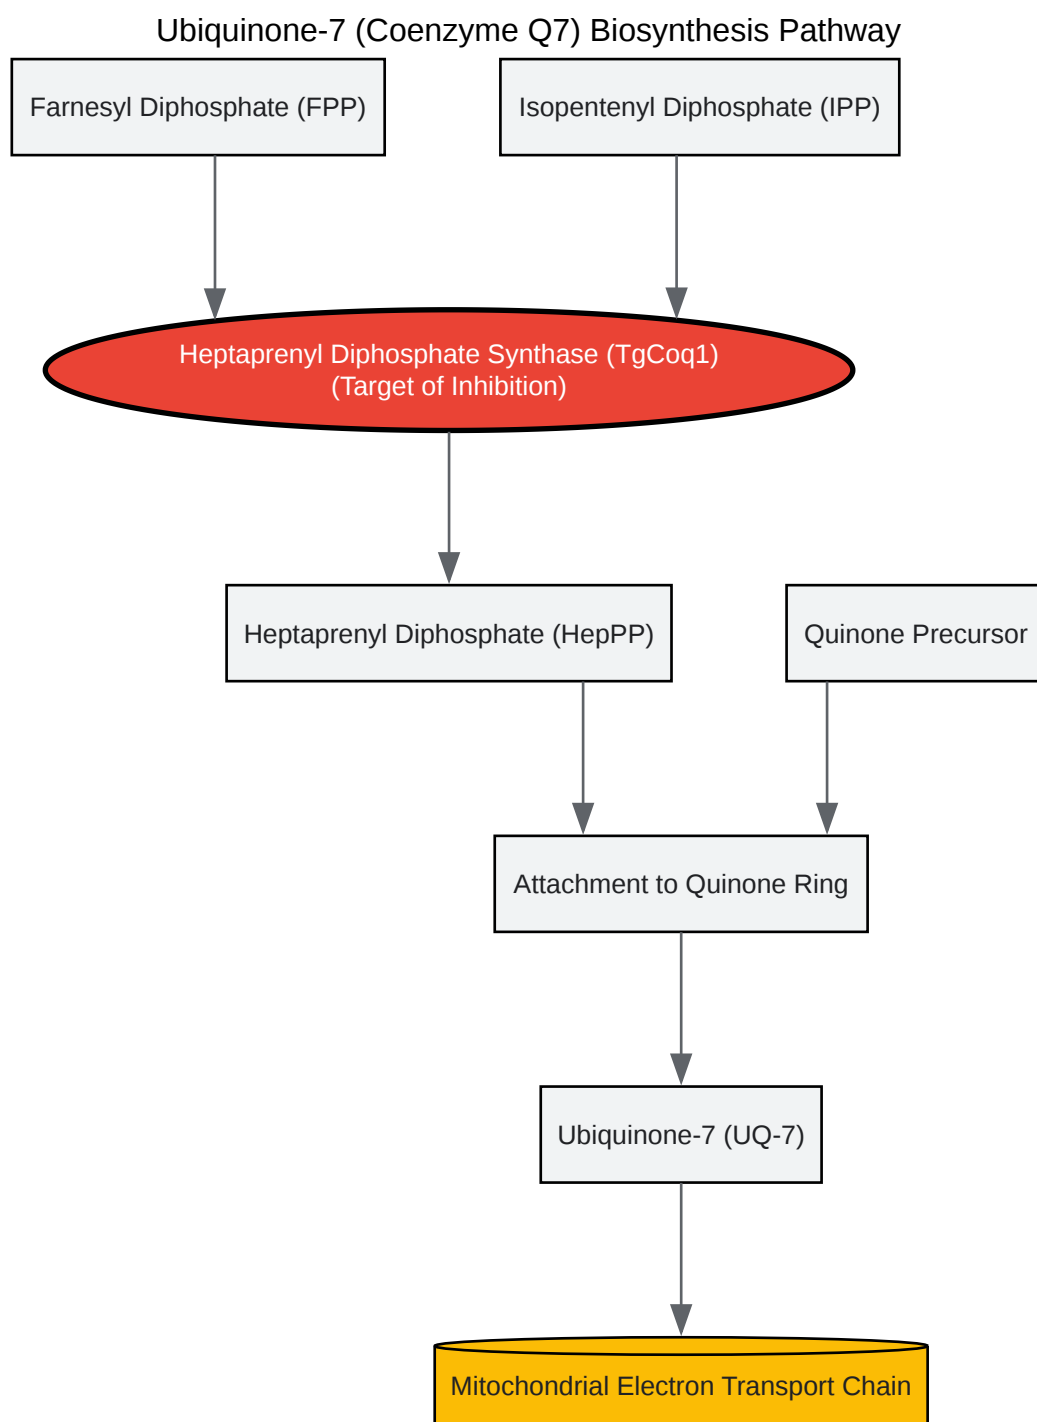 Ubiquinone-7 (Coenzyme Q7) Biosynthesis Pathway
Farnesyl Diphosphate (FPP)
Isopentenyl Diphosphate (IPP)
Heptaprenyl Diphosphate Synthase (TgCoq1)
(Target of Inhibition)
Heptaprenyl Diphosphate (HepPP)
Quinone Precursor
Attachment to Quinone Ring
Ubiquinone-7 (UQ-7)
Mitochondrial Electron Transport Chain